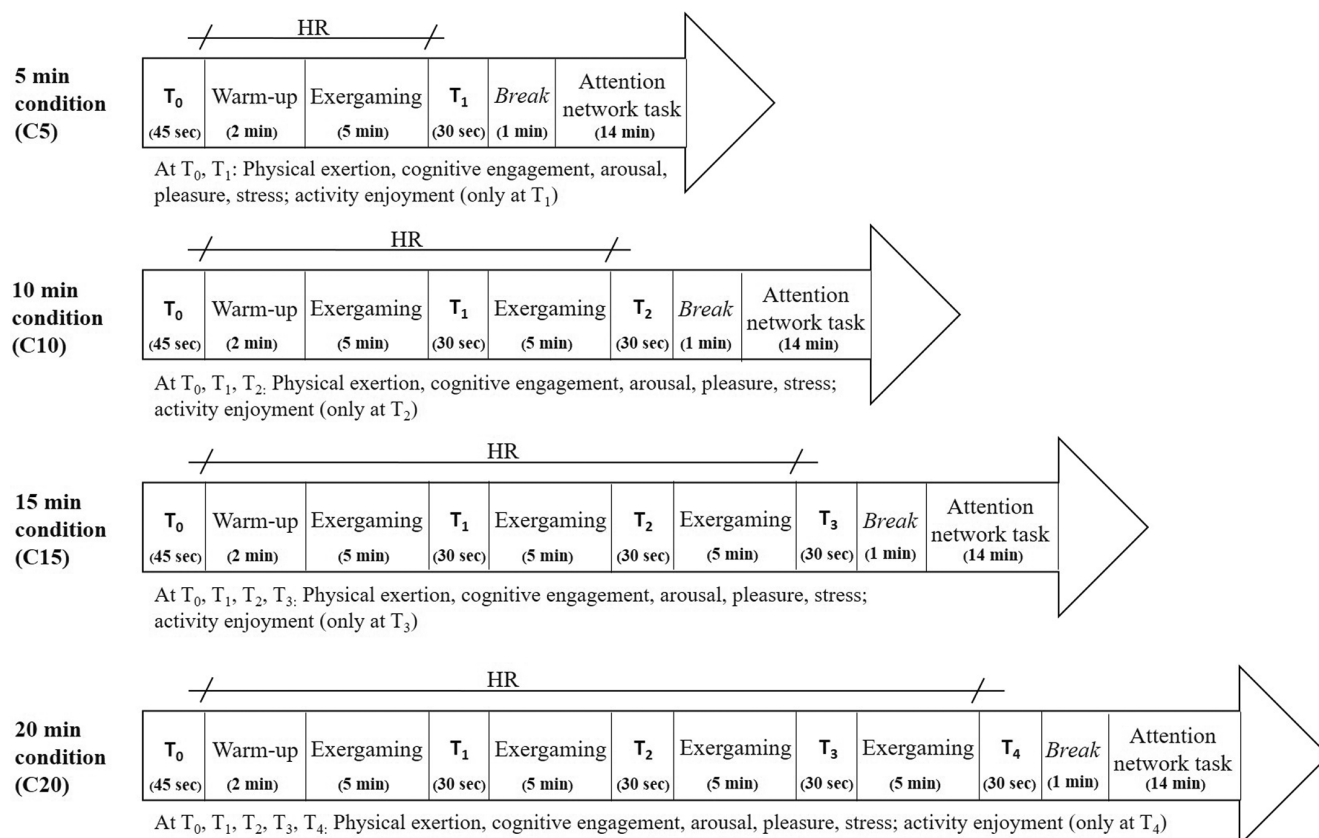 HR
5 min
condition
(C5)
T₀ Warm-up Exergaming T₁ Break Attention
network task
(45 sec) (2 min) (5 min) (30 sec) (1 min) (14 min)
At T₀, T₁: Physical exertion, cognitive engagement, arousal,
pleasure, stress; activity enjoyment (only at T₁)
HR
10 min
condition
(C10)
T₀ Warm-up Exergaming T₁ Exergaming T₂ Break Attention
network task
(45 sec) (2 min) (5 min) (30 sec) (5 min) (30 sec) (1 min) (14 min)
At T₀, T₁, T₂: Physical exertion, cognitive engagement, arousal, pleasure, stress;
activity enjoyment (only at T₂)
HR
15 min
condition
(C15)
T₀ Warm-up Exergaming T₁ Exergaming T₂ Exergaming T₃ Break Attention
network task
(45 sec) (2 min) (5 min) (30 sec) (5 min) (30 sec) (5 min) (30 sec) (1 min) (14 min)
At T₀, T₁, T₂, T₃: Physical exertion, cognitive engagement, arousal, pleasure, stress;
activity enjoyment (only at T₃)
HR
20 min
condition
(C20)
T₀ Warm-up Exergaming T₁ Exergaming T₂ Exergaming T₃ Exergaming T₄ Break Attention
network task
(45 sec) (2 min) (5 min) (30 sec) (5 min) (30 sec) (5 min) (30 sec) (5 min) (30 sec) (1 min) (14 min)
At T₀, T₁, T₂, T₃, T₄: Physical exertion, cognitive engagement, arousal, pleasure, stress; activity enjoyment (only at T₄)